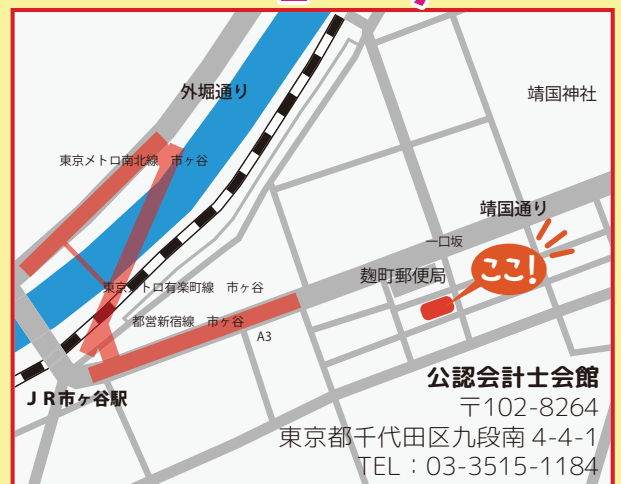 外堀通り
靖国神社
東京メトロ南北線　市ヶ谷
靖国通り
一口坂
ここ!
麹町郵便局
東京メトロ有楽町線　市ヶ谷
都営新宿線　市ヶ谷
A3
公認会計士会館
ＪＲ市ヶ谷駅
〒102-8264
東京都千代田区九段南 4-4-1
TEL：03-3515-1184